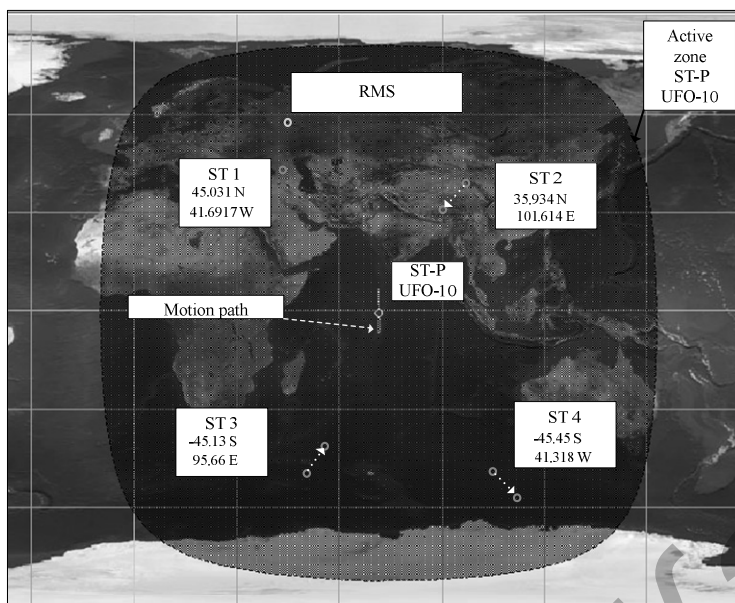 Active
zone
ST-P
UFO-10
RMS
ST 1
45.031 N
41.6917 W
ST 2
35,934 N
101.614 E
ST-P
UFO-10
Motion path
ST 3
-45.13 S
95,66 E
ST 4
-45,45 S
41,318 W